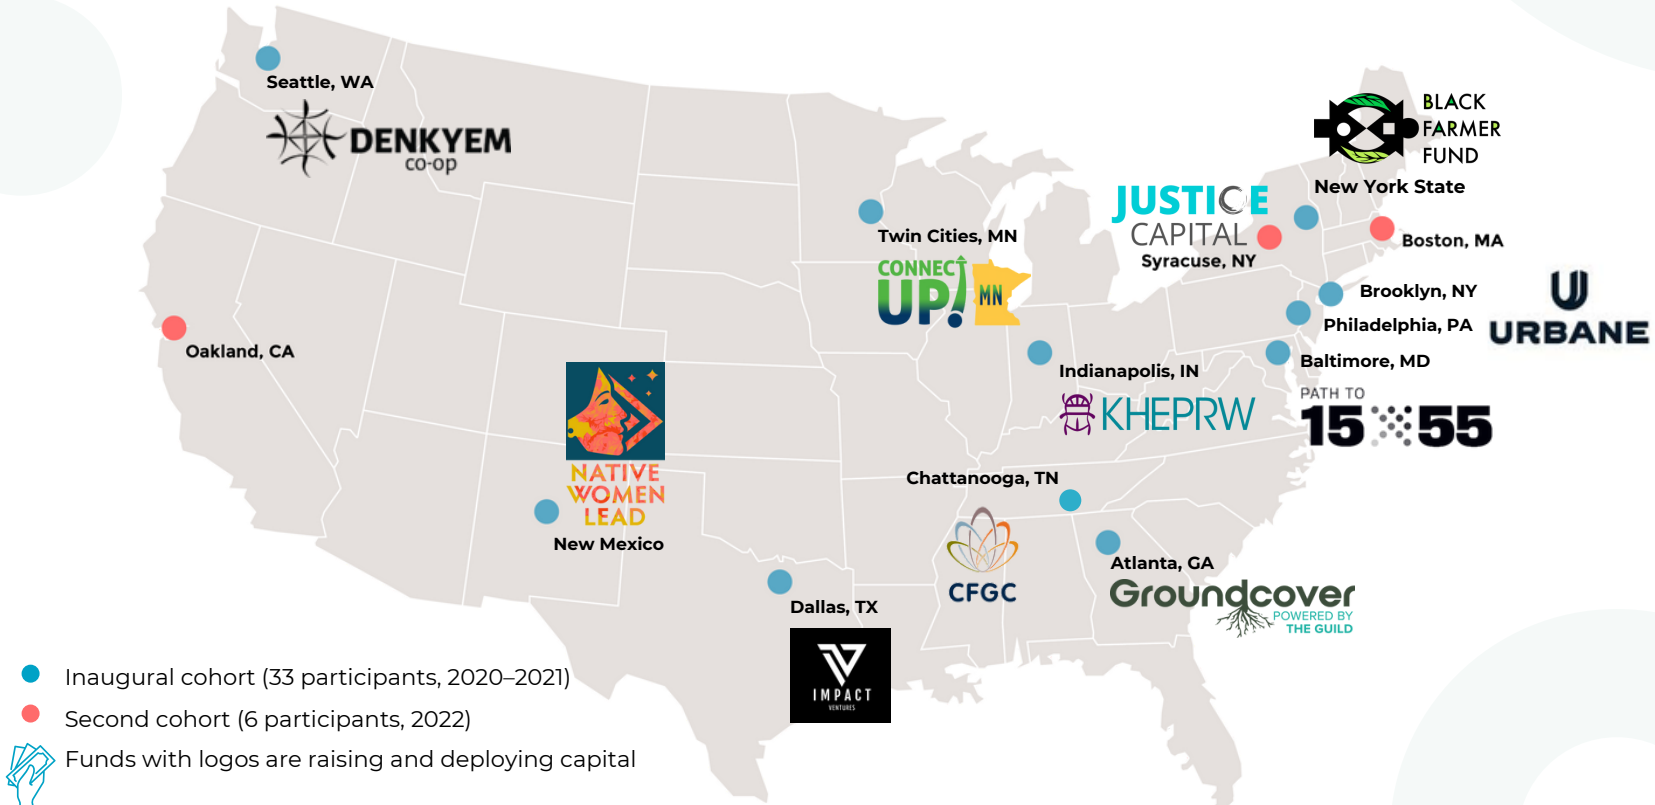 Seattle, WA
DENKYEM
co-op
BLACK
FARMER
FUND
New York State
JUSTICE
CAPITAL
Syracuse, NY
Boston, MA
Twin Cities, MN
CONNECT
UP!
MN
Brooklyn, NY
URBANE
Philadelphia, PA
Baltimore, MD
PATH TO
15 55
Oakland, CA
Indianapolis, IN
KHEPRW
NATIVE
WOMEN
LEAD
New Mexico
Chattanooga, TN
CFGC
Atlanta, GA
Groundcover
POWERED BY
THE GUILD
Dallas, TX
IMPACT
VENTURES
Inaugural cohort (33 participants, 2020–2021)
Second cohort (6 participants, 2022)
Funds with logos are raising and deploying capital